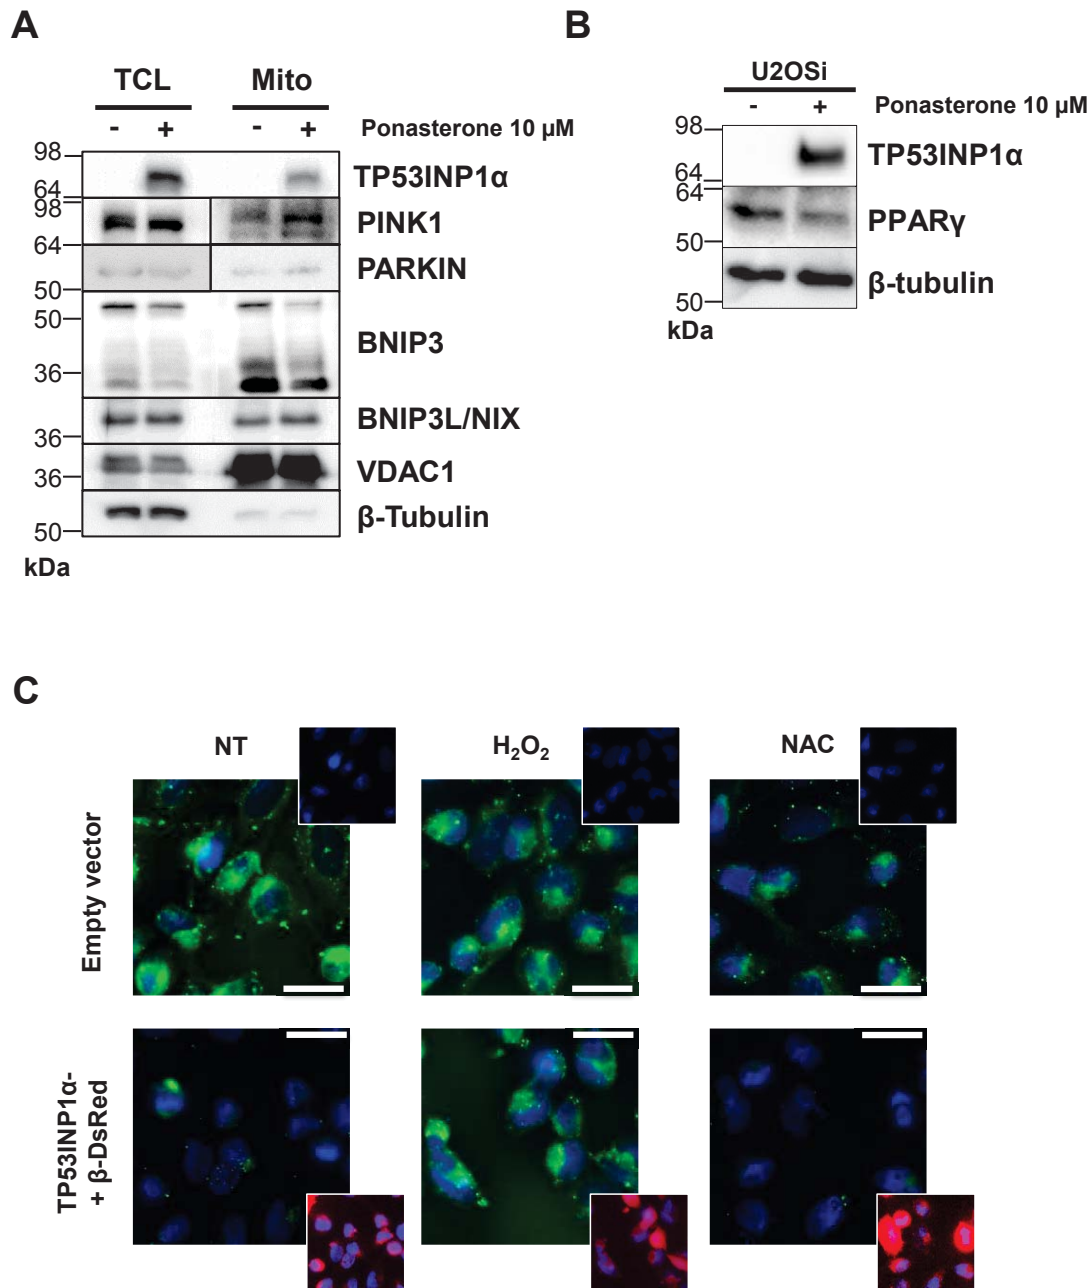 A
TCL Mito
- + - + Ponasterone 10 µM
98
64
TP53INP1α
98
PINK1
64
PARKIN
50
50
BNIP3
36
BNIP3L/NIX
36
VDAC1
36
β-Tubulin
50
kDa
B
U2OSi
- + Ponasterone 10 µM
98
TP53INP1α
64
64
PPARγ
50
β-tubulin
50
kDa
C
NT H₂O₂ NAC
Empty vector
TP53INP1α-
+ β-DsRed